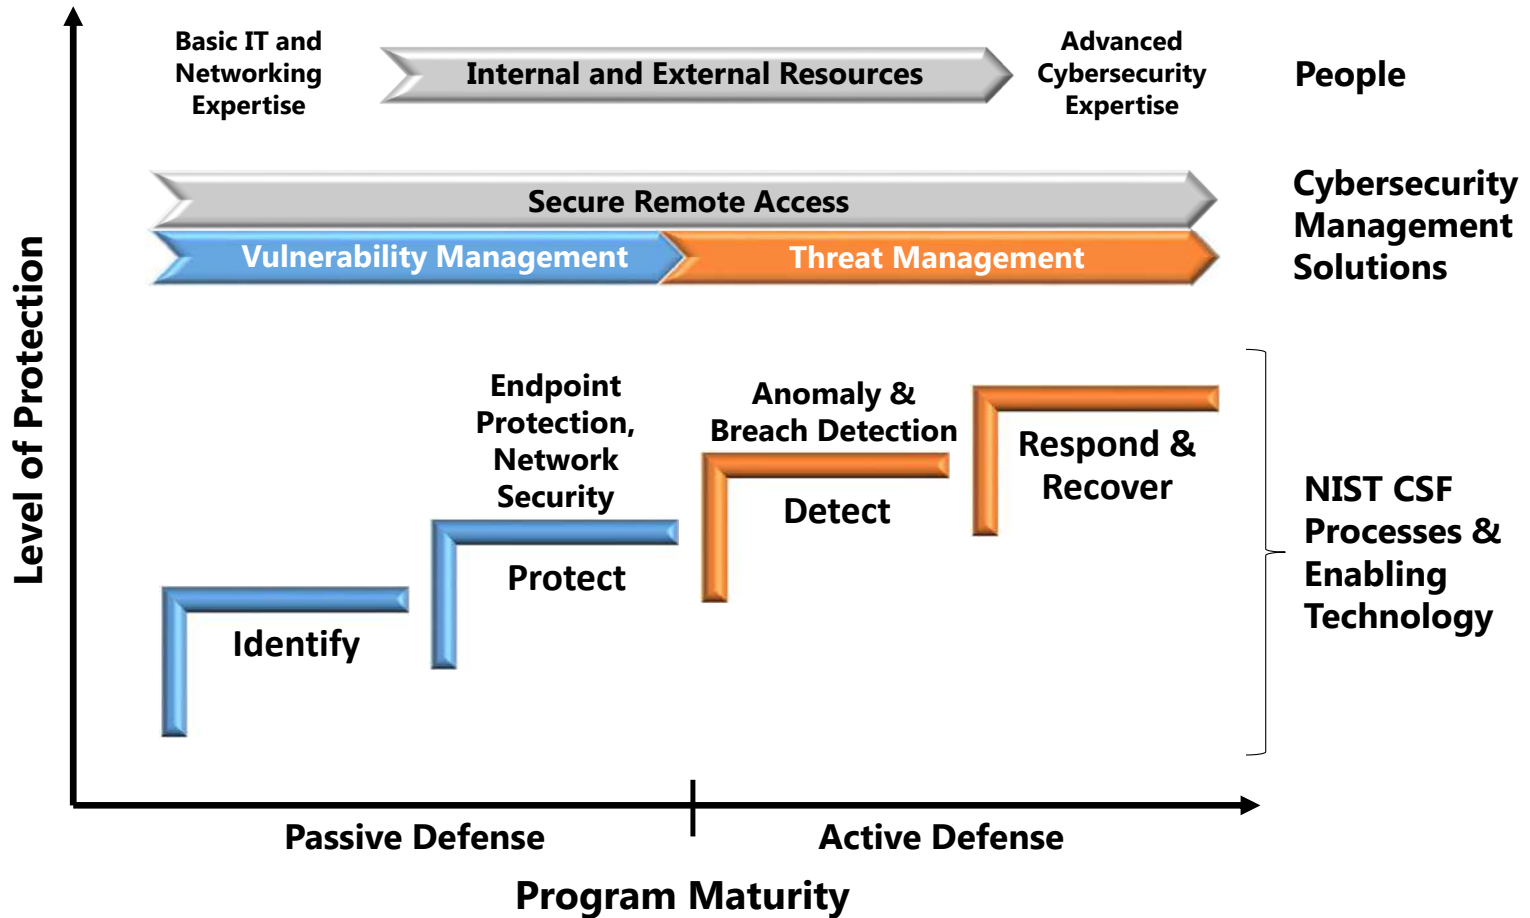 Basic IT and
Networking
Expertise
Internal and External Resources
Advanced
Cybersecurity
Expertise
People
Secure Remote Access
Vulnerability Management
Threat Management
Cybersecurity
Management
Solutions
Level of Protection
Identify
Endpoint
Protection,
Network
Security
Protect
Anomaly &
Breach Detection
Detect
Respond &
Recover
NIST CSF
Processes &
Enabling
Technology
Passive Defense
Active Defense
Program Maturity